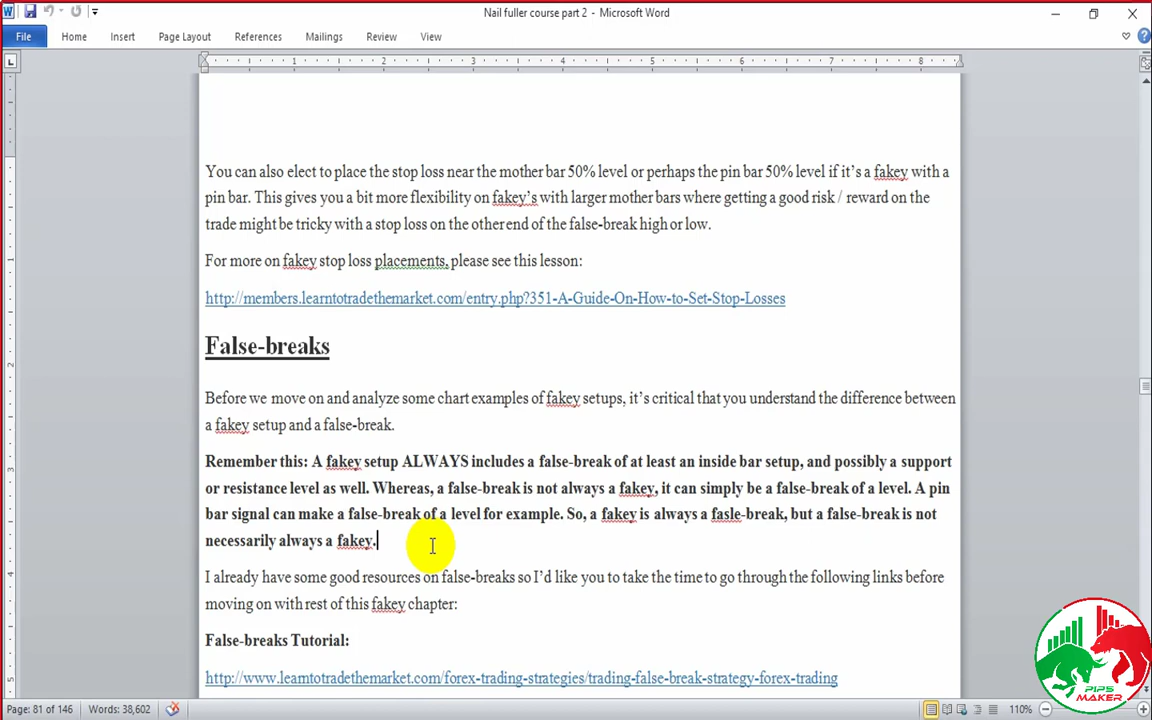 Nail fuller course part 2 - Microsoft Word
File Home Insert Page Layout References Mailings Review View
1 2 3 4 5 6 7 8
You can also elect to place the stop loss near the mother bar 50% level or perhaps the pin bar 50% level if it's a fakey with a
pin bar. This gives you a bit more flexibility on fakey's with larger mother bars where getting a good risk / reward on the
trade might be tricky with a stop loss on the other end of the false-break high or low.
For more on fakey stop loss placements, please see this lesson:
http://members.learntotradethemarket.com/entry.php?351-A-Guide-On-How-to-Set-Stop-Losses
False-breaks
Before we move on and analyze some chart examples of fakey setups, it's critical that you understand the difference between
a fakey setup and a false-break.
Remember this: A fakey setup ALWAYS includes a false-break of at least an inside bar setup, and possibly a support
or resistance level as well. Whereas, a false-break is not always a fakey, it can simply be a false-break of a level. A pin
bar signal can make a false-break of a level for example. So, a fakey is always a fasle-break, but a false-break is not
necessarily always a fakey.
I already have some good resources on false-breaks so I'd like you to take the time to go through the following links before
moving on with rest of this fakey chapter:
False-breaks Tutorial:
http://www.learntotradethemarket.com/forex-trading-strategies/trading-false-break-strategy-forex-trading
PIPS
MAKER
Page: 81 of 146 Words: 38,602 110%